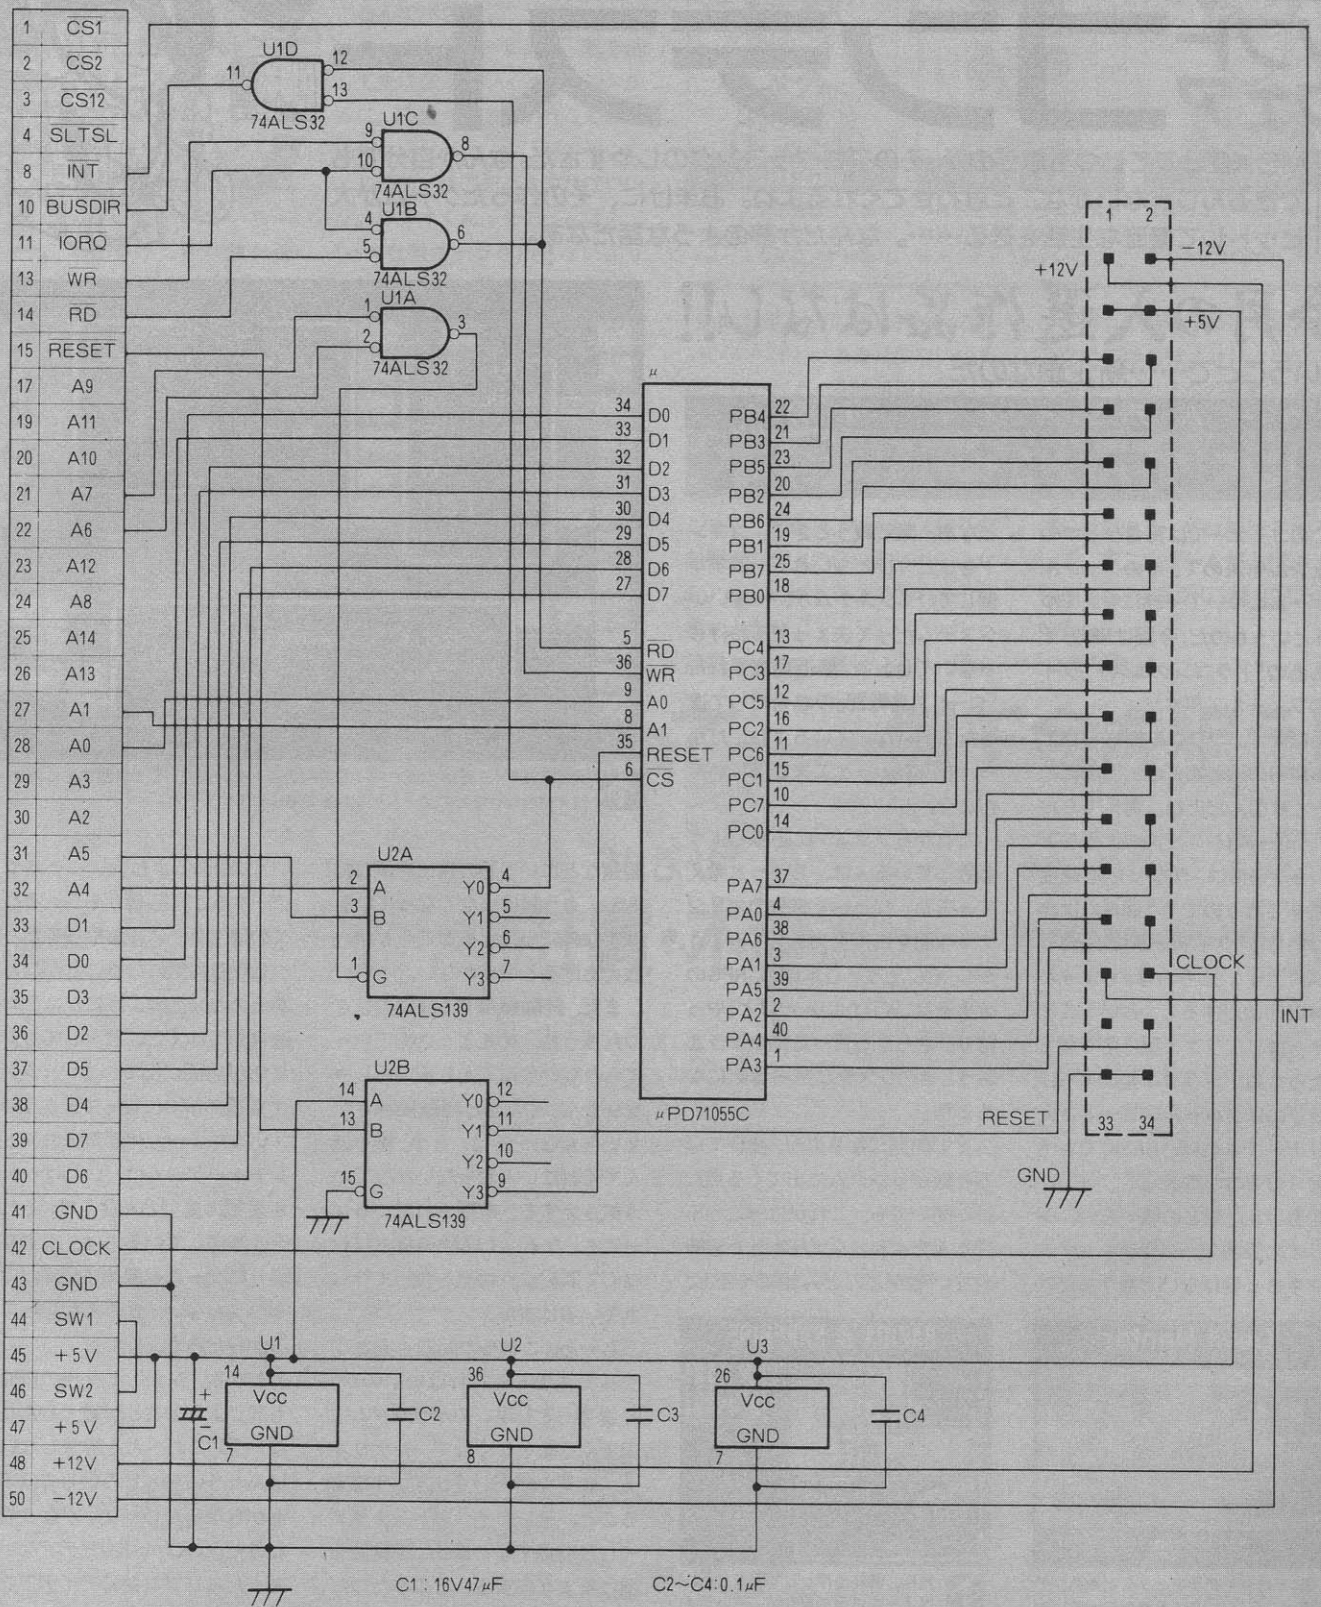 1 CS1
2 CS2
3 CS12
4 SLTSL
8 INT
10 BUSDIR
11 IORQ
13 WR
14 RD
15 RESET
17 A9
19 A11
20 A10
21 A7
22 A6
23 A12
24 A8
25 A14
26 A13
27 A1
28 A0
29 A3
30 A2
31 A5
32 A4
33 D1
34 D0
35 D3
36 D2
37 D5
38 D4
39 D7
40 D6
41 GND
42 CLOCK
43 GND
44 SW1
45 +5V
46 SW2
47 +5V
48 +12V
50 -12V
U1D
11
12
13
74ALS32
U1C
9
10
8
74ALS32
U1B
4
5
6
74ALS32
U1A
1
2
3
74ALS32
μ
34 D0
33 D1
32 D2
31 D3
30 D4
29 D5
28 D6
27 D7
5 RD
36 WR
9 A0
8 A1
35 RESET
6 CS
PB4 22
PB3 21
PB5 23
PB2 20
PB6 24
PB1 19
PB7 25
PB0 18
PC4 13
PC3 17
PC5 12
PC2 16
PC6 11
PC1 15
PC7 10
PC0 14
PA7 37
PA0 4
PA6 38
PA1 3
PA5 39
PA2 2
PA4 40
PA3 1
μPD71055C
U2A
2 A
3 B
1 G
Y0 4
Y1 5
Y2 6
Y3 7
74ALS139
U2B
14 A
13 B
15 G
Y0 12
Y1 11
Y2 10
Y3 9
74ALS139
1 2
-12V
+12V
+5V
CLOCK
INT
RESET
33 34
GND
U1
14
Vcc
GND
7
+
-
C1
C2
U2
36
Vcc
GND
8
C3
U3
26
Vcc
GND
7
C4
C1:16V47μF
C2~C4:0.1μF